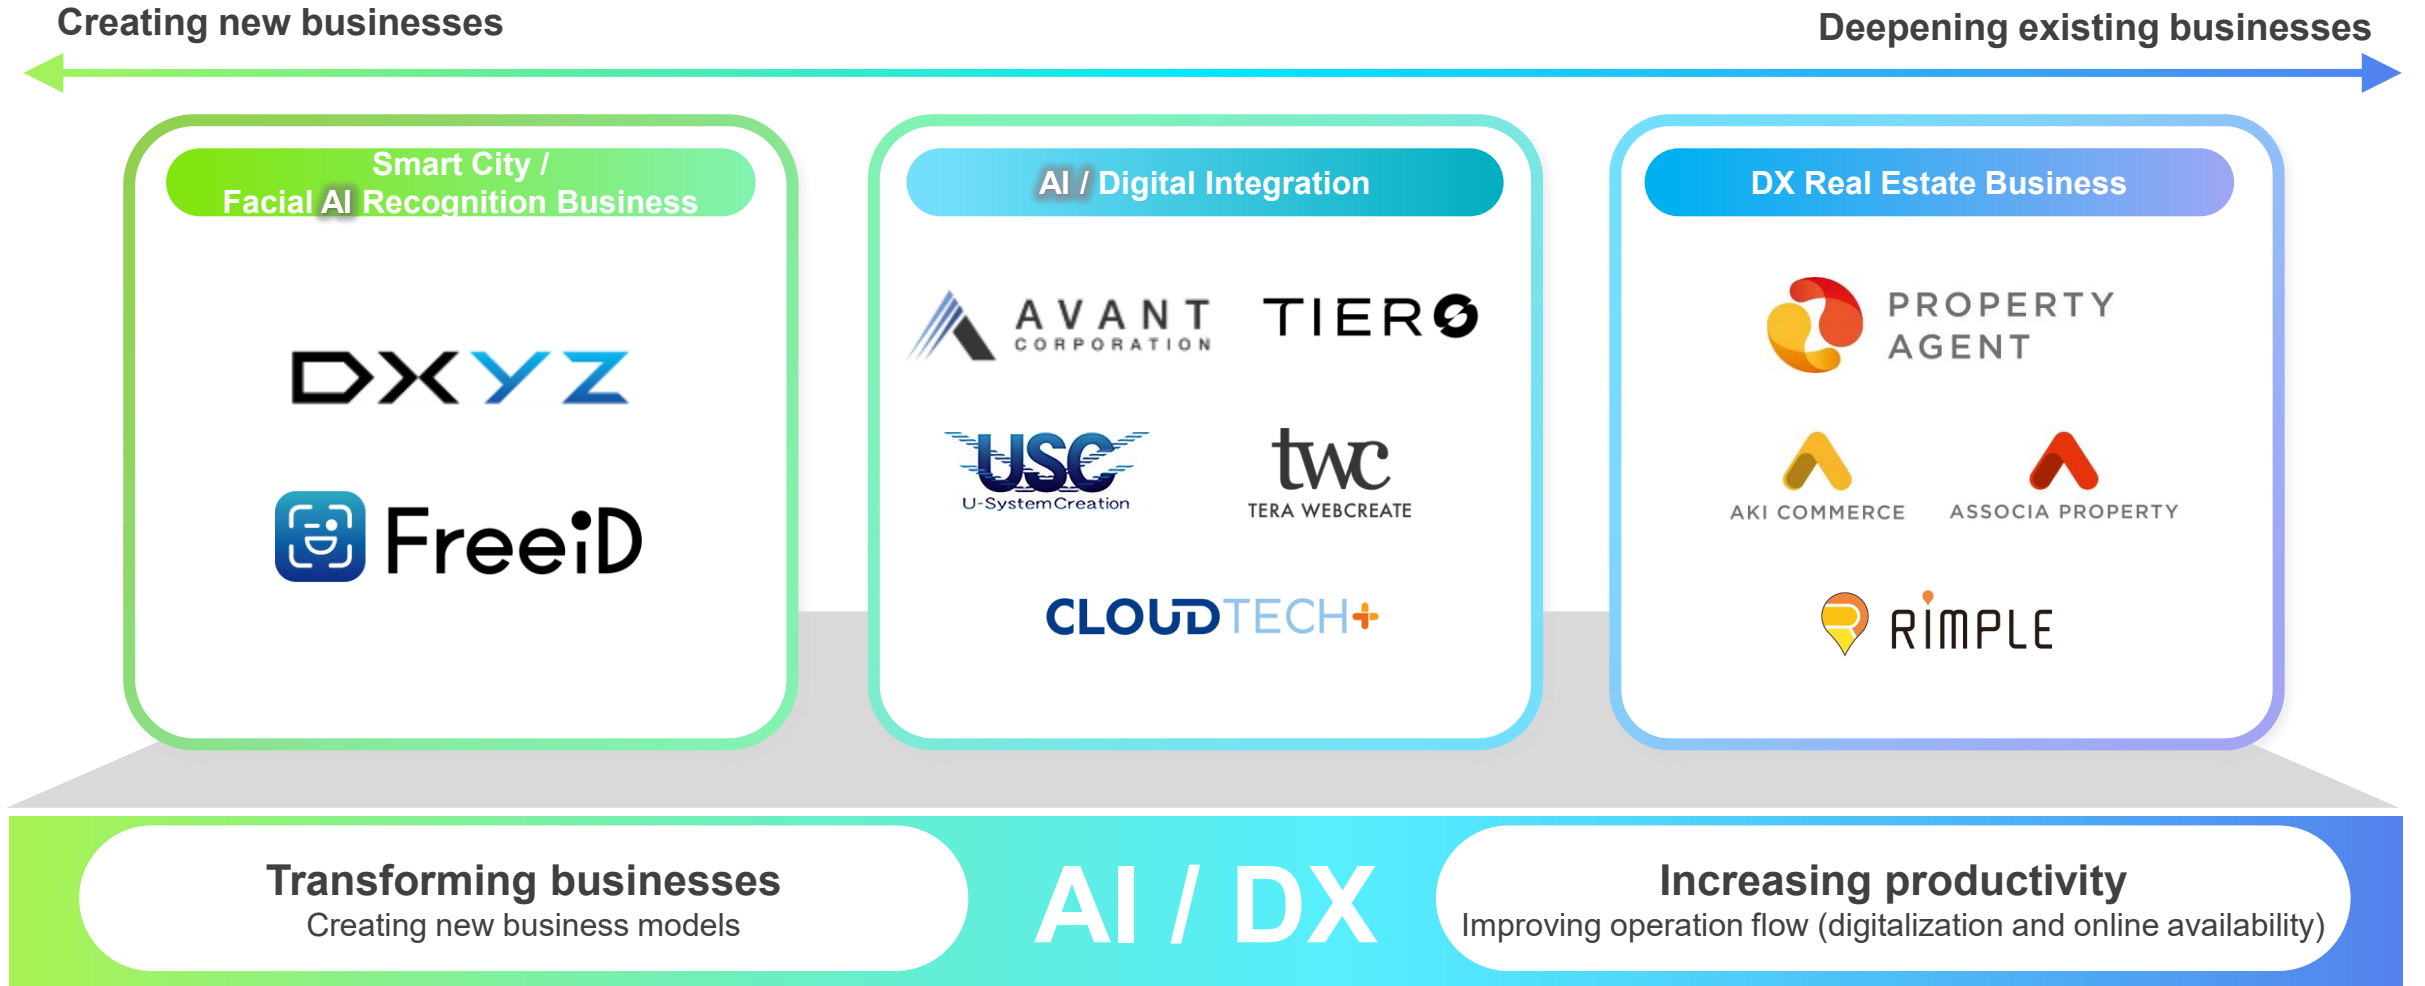 Creating new businesses
Deepening existing businesses
Smart City /
Facial AI Recognition Business
DXYZ
FreeiD
AI / Digital Integration
AVANT
CORPORATION
TIERS
USC
U-SystemCreation
twc
TERA WEBCREATE
CLOUDTECH+
DX Real Estate Business
PROPERTY
AGENT
AKI COMMERCE
ASSOCIA PROPERTY
RIMPLE
Transforming businesses
Creating new business models
AI / DX
Increasing productivity
Improving operation flow (digitalization and online availability)